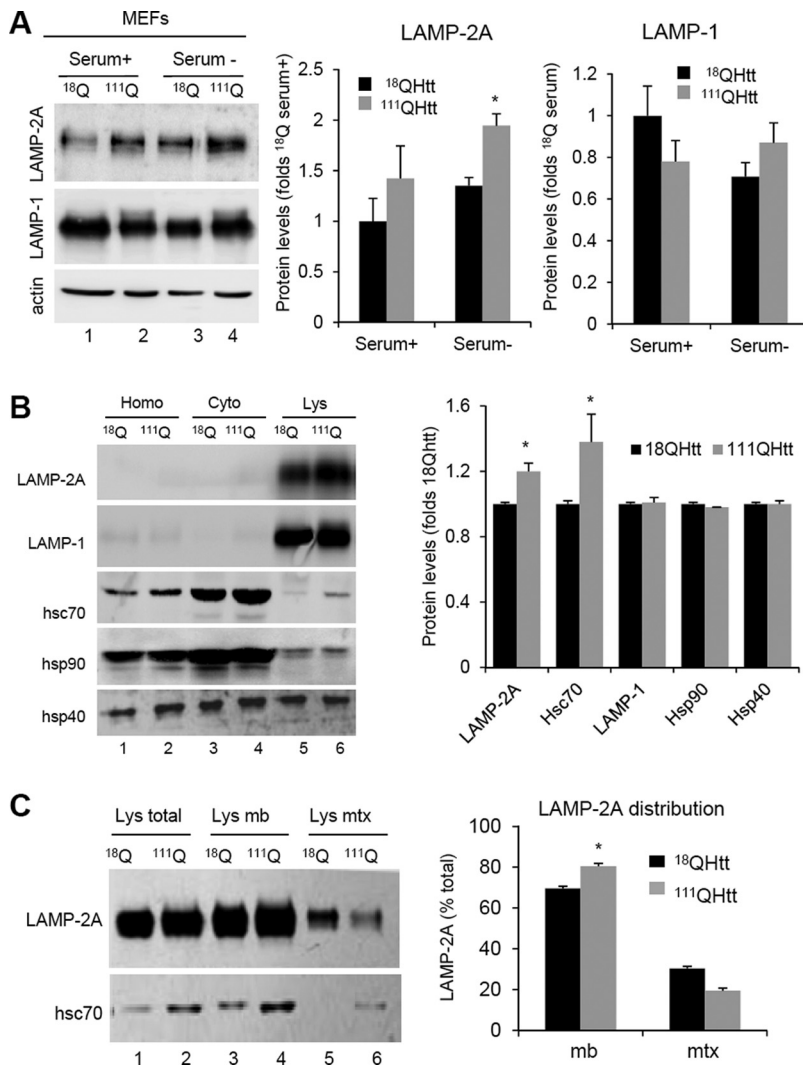 A
MEFs
Serum+ Serum -
¹⁸Q ¹¹¹Q ¹⁸Q ¹¹¹Q
LAMP-2A
LAMP-1
actin
1 2 3 4
LAMP-2A
¹⁸QHtt
¹¹¹QHtt
*
Protein levels (folds ¹⁸Q serum+)
2.5
2
1.5
1
0.5
0
Serum+ Serum-
LAMP-1
¹⁸QHtt
¹¹¹QHtt
Protein levels (folds ¹⁸Q serum)
1.2
1
0.8
0.6
0.4
0.2
0
Serum+ Serum-
B
Homo Cyto Lys
¹⁸Q ¹¹¹Q ¹⁸Q ¹¹¹Q ¹⁸Q ¹¹¹Q
LAMP-2A
LAMP-1
hsc70
hsp90
hsp40
1 2 3 4 5 6
Protein levels (folds 18Qhtt)
1.6
1.2
0.8
0.4
0
* *
18QHtt 111QHtt
LAMP-2A Hsc70 LAMP-1 Hsp90 Hsp40
C
Lys total Lys mb Lys mtx
¹⁸Q ¹¹¹Q ¹⁸Q ¹¹¹Q ¹⁸Q ¹¹¹Q
LAMP-2A
hsc70
1 2 3 4 5 6
LAMP-2A distribution
LAMP-2A (% total)
100
80
60
40
20
0
*
¹⁸QHtt
¹¹¹QHtt
mb mtx